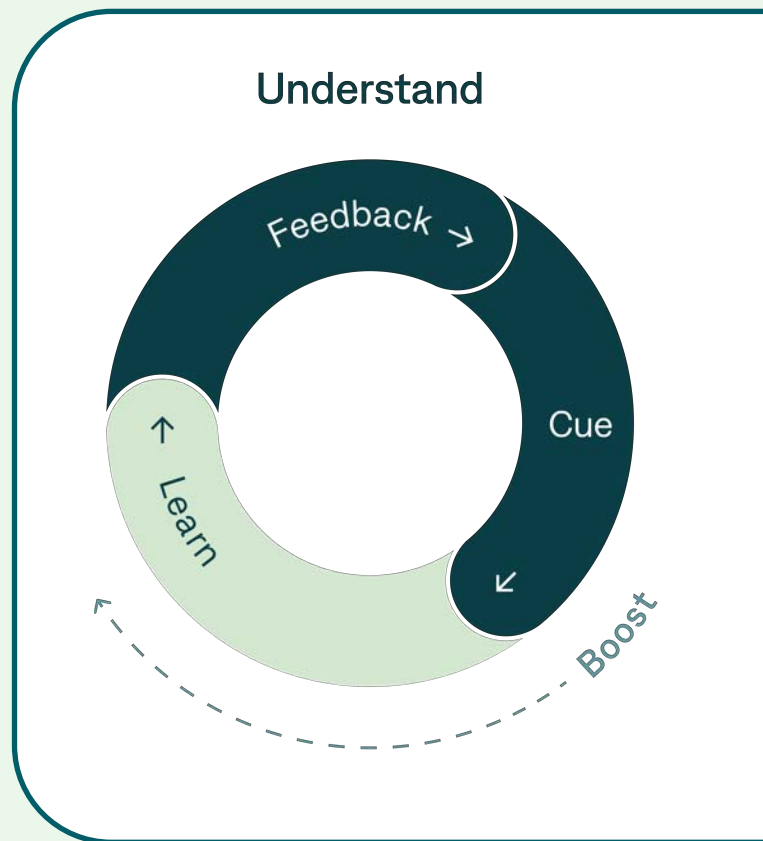 Understand
Feedback →
Cue
↙
Learn
↑
Boost